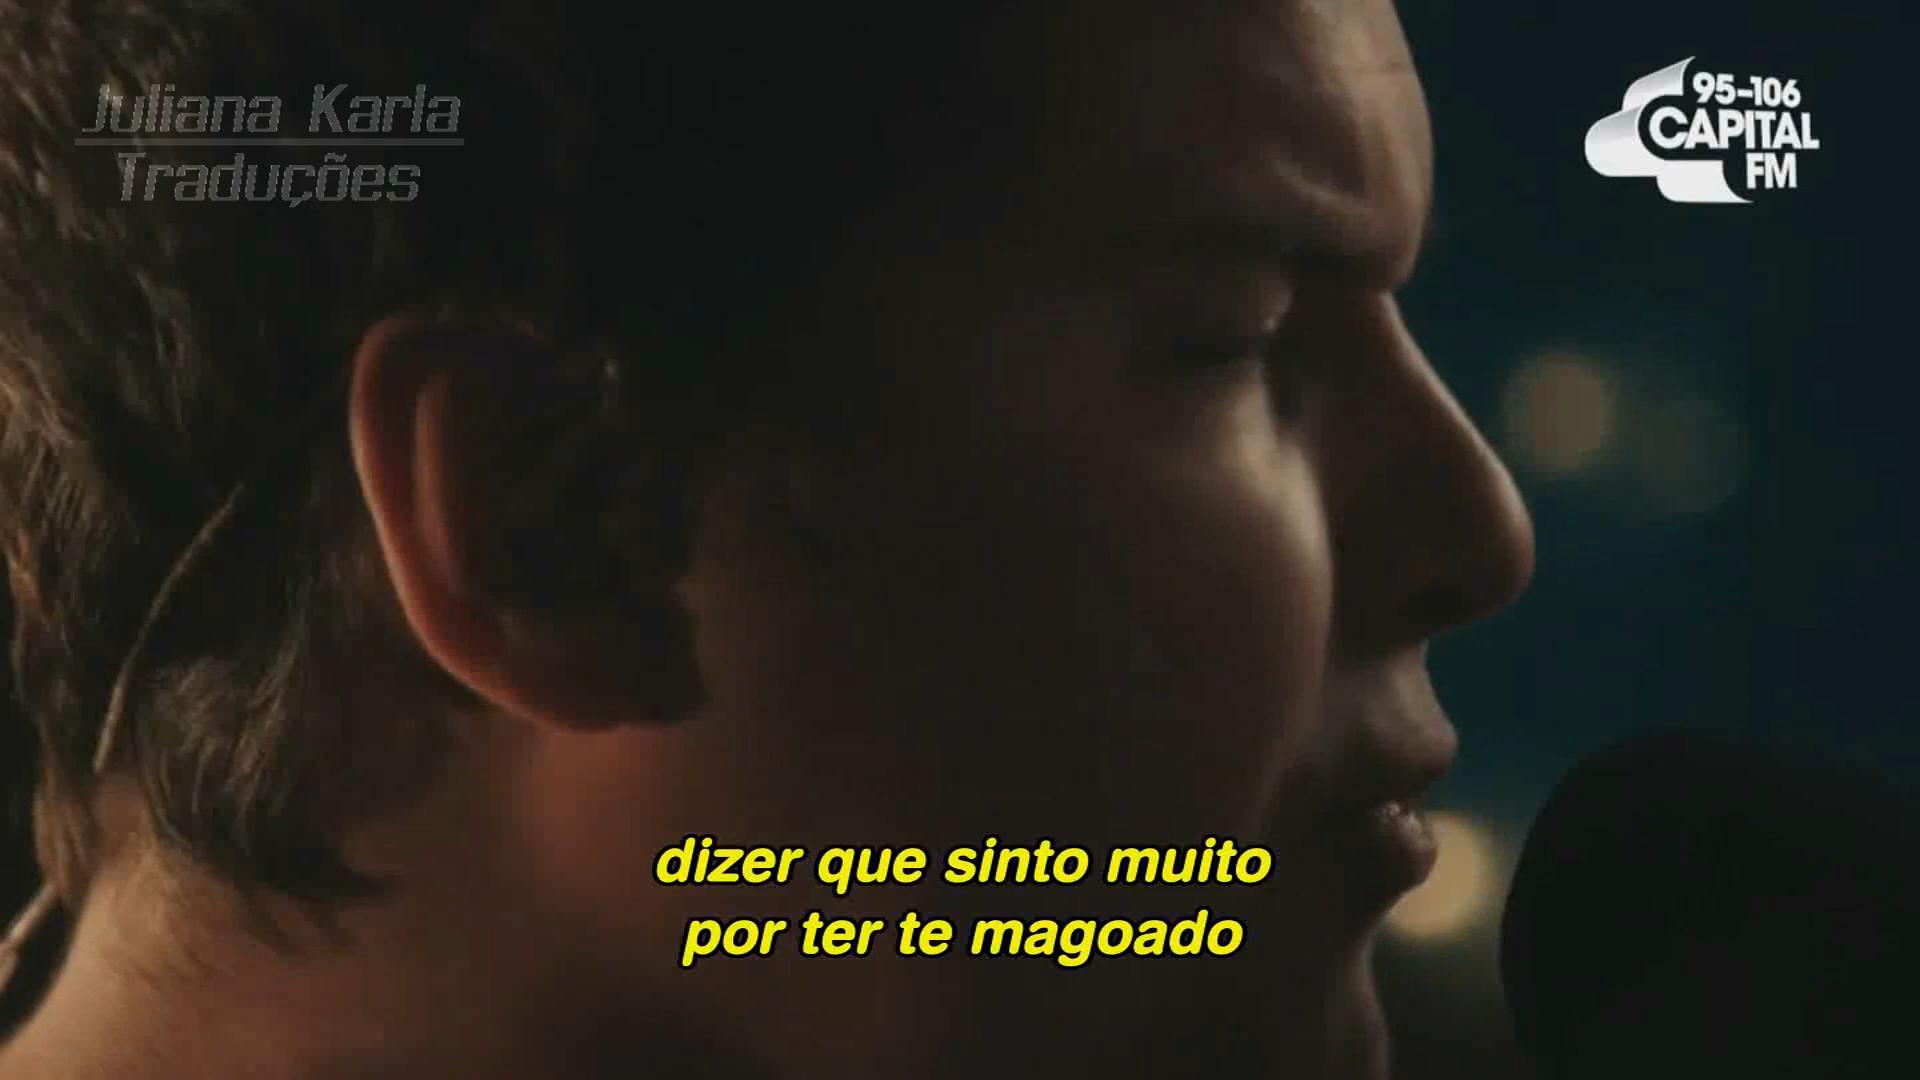 Juliana Karla
Traduções
95-106
CAPITAL
FM
dizer que sinto muito
por ter te magoado